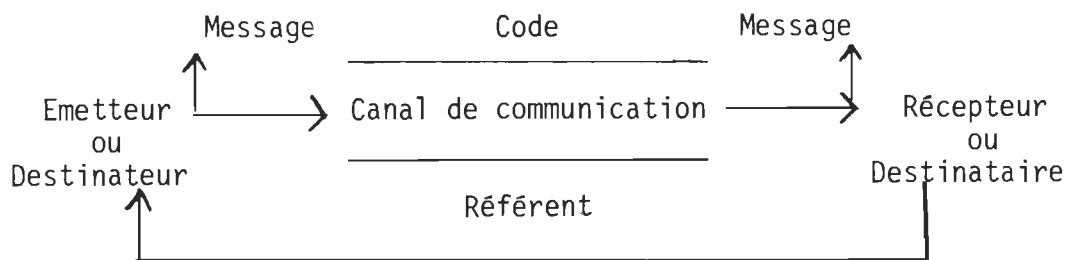 Message Code Message
Emetteur
ou
Destinateur
Canal de communication
Récepteur
ou
Destinataire
Référent